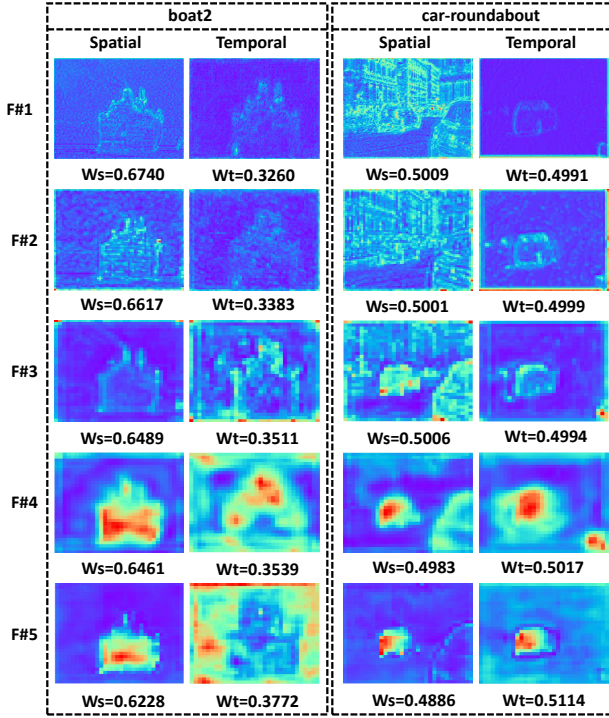 boat2 car-roundabout
Spatial Temporal Spatial Temporal
F#1
Ws=0.6740 Wt=0.3260 Ws=0.5009 Wt=0.4991
F#2
Ws=0.6617 Wt=0.3383 Ws=0.5001 Wt=0.4999
F#3
Ws=0.6489 Wt=0.3511 Ws=0.5006 Wt=0.4994
F#4
Ws=0.6461 Wt=0.3539 Ws=0.4983 Wt=0.5017
F#5
Ws=0.6228 Wt=0.3772 Ws=0.4886 Wt=0.5114